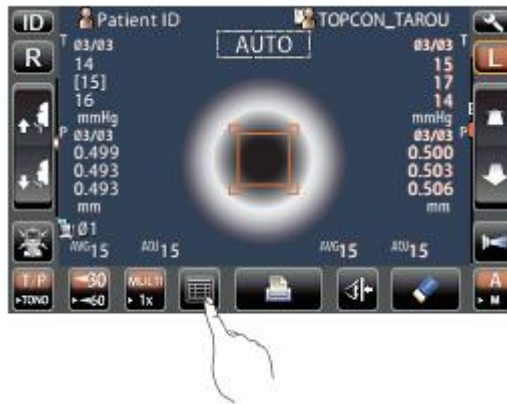 ID Patient ID TOPCON_TAROU
R T 03/03 AUTO 03/03 T L
14 15
[15] 17
16 14
mmHg mmHg
P 03/03 03/03 P
0.499 0.500
0.493 0.503
0.493 0.506
mm mm
01
AVG15 ADJ15 AVG15 ADJ15
T/P 30 MULTI A
TONO 60 1x M